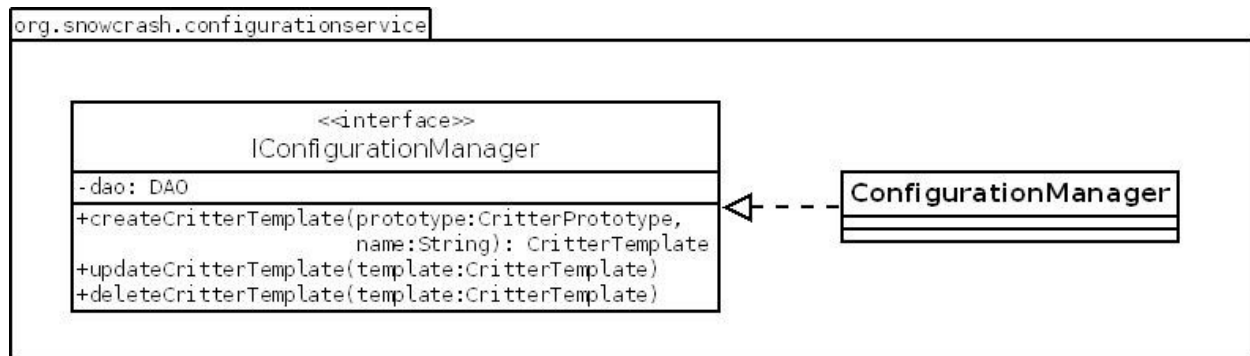 org.snowcrash.configurationservice
<<interface>>
IConfigurationManager
-dao: DAO
+createCritterTemplate(prototype:CritterPrototype,
name:String): CritterTemplate
+updateCritterTemplate(template:CritterTemplate)
+deleteCritterTemplate(template:CritterTemplate)
ConfigurationManager